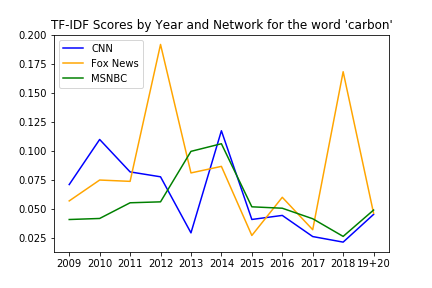 TF-IDF Scores by Year and Network for the word 'carbon'
CNN
Fox News
MSNBC
0.200
0.175
0.150
0.125
0.100
0.075
0.050
0.025
2009 2010 2011 2012 2013 2014 2015 2016 2017 2018 19+20